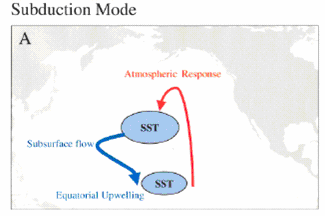 Subduction Mode
A
Atmospheric Response
SST
Subsurface flow
SST
Equatorial Upwelling